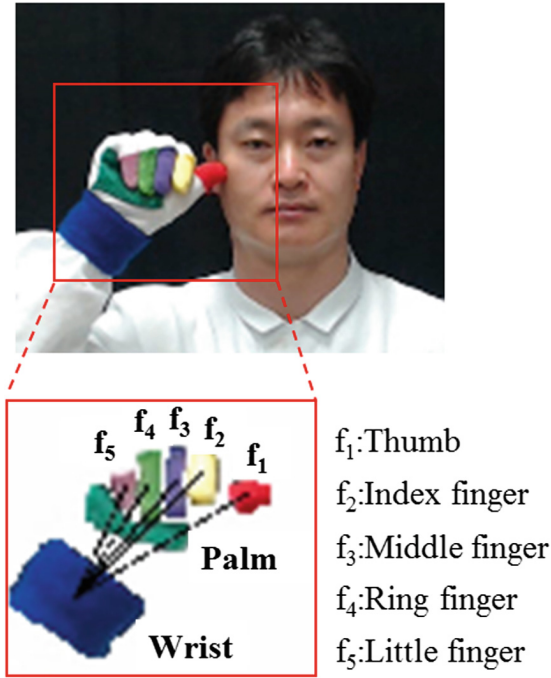 f5 f4 f3 f2 f1
Palm
Wrist
f1:Thumb
f2:Index finger
f3:Middle finger
f4:Ring finger
f5:Little finger